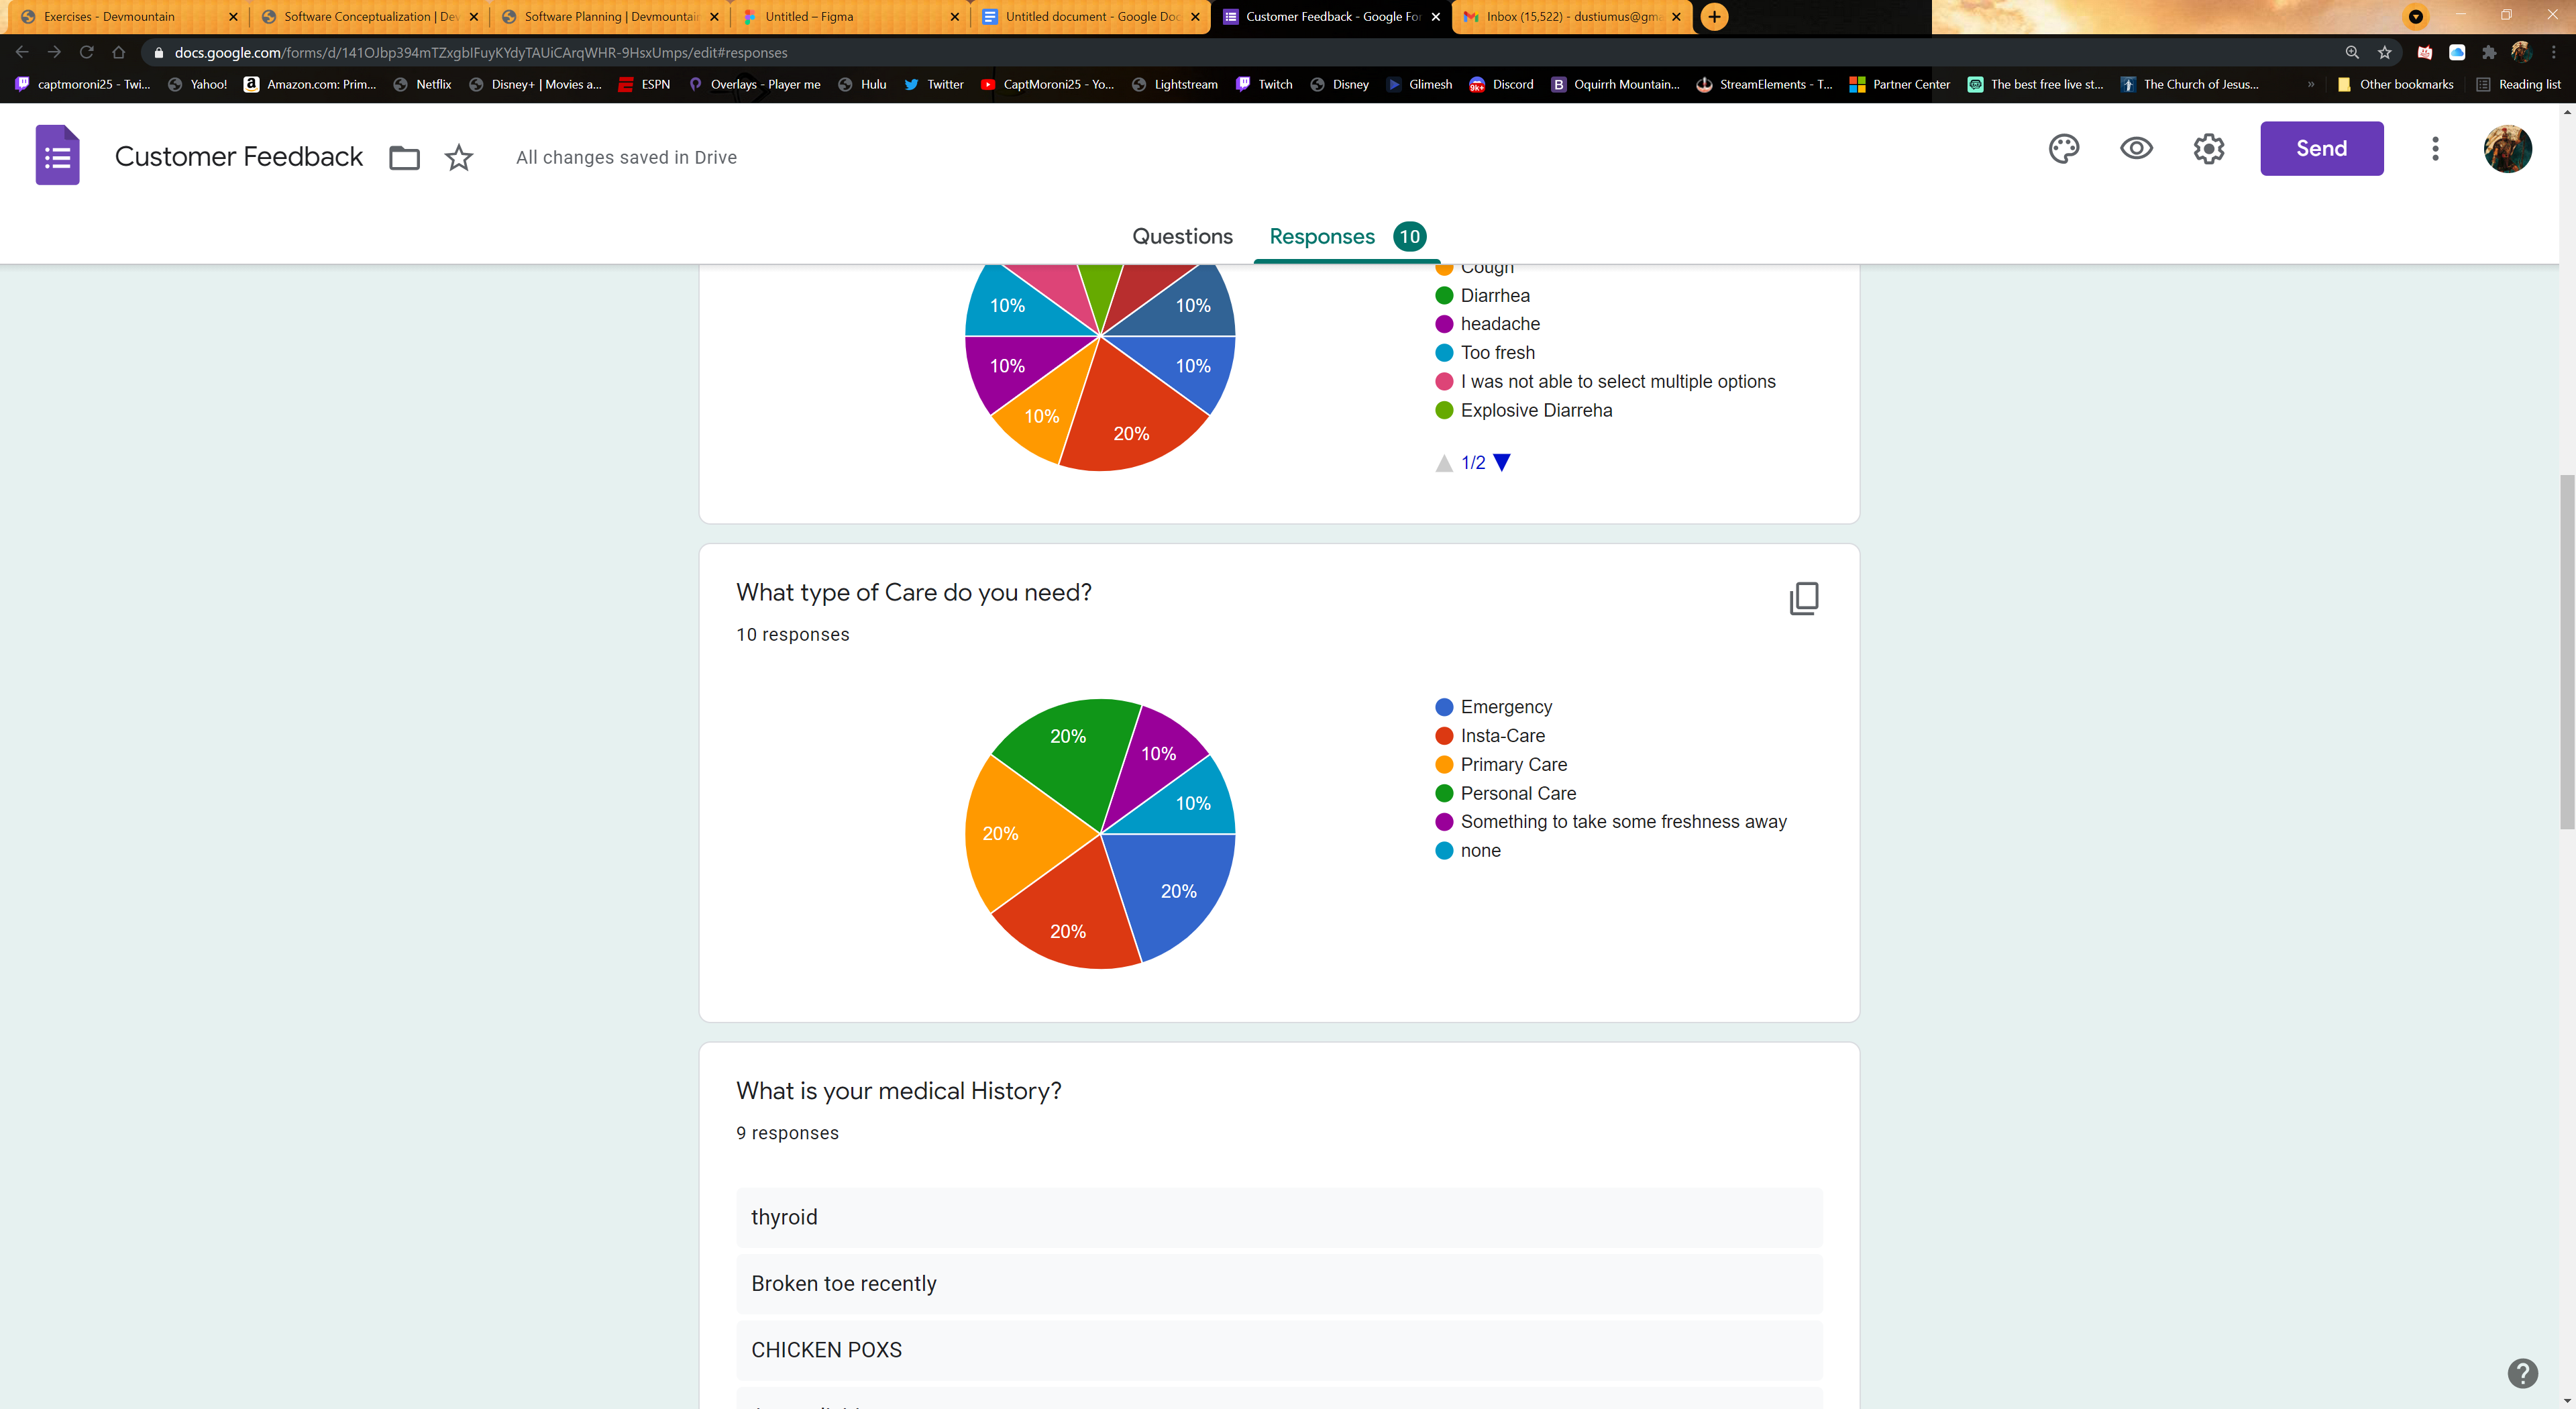 Exercises - Devmountain
Software Conceptualization | Dev
Software Planning | Devmountain
Untitled – Figma
Untitled document - Google Doc
Customer Feedback - Google For
Inbox (15,522) - dustiumus@gma
docs.google.com/forms/d/141OJbp394mTZxgbIFuyKYdyTAUiCArqWHR-9HsxUmps/edit#responses
captmoroni25 - Twi...
Yahoo!
Amazon.com: Prim...
Netflix
Disney+ | Movies a...
ESPN
Overlays - Player me
Hulu
Twitter
CaptMoroni25 - Yo...
Lightstream
Twitch
Disney
Glimesh
9k+
Discord
Oquirrh Mountain...
StreamElements - T...
Partner Center
The best free live st...
The Church of Jesus...
Other bookmarks
Reading list
Customer Feedback
All changes saved in Drive
Send
Questions
Responses 10
10%
10%
10%
10%
10%
20%
Cough
Diarrhea
headache
Too fresh
I was not able to select multiple options
Explosive Diarreha
1/2
What type of Care do you need?
10 responses
20%
10%
10%
20%
20%
20%
Emergency
Insta-Care
Primary Care
Personal Care
Something to take some freshness away
none
What is your medical History?
9 responses
thyroid
Broken toe recently
CHICKEN POXS